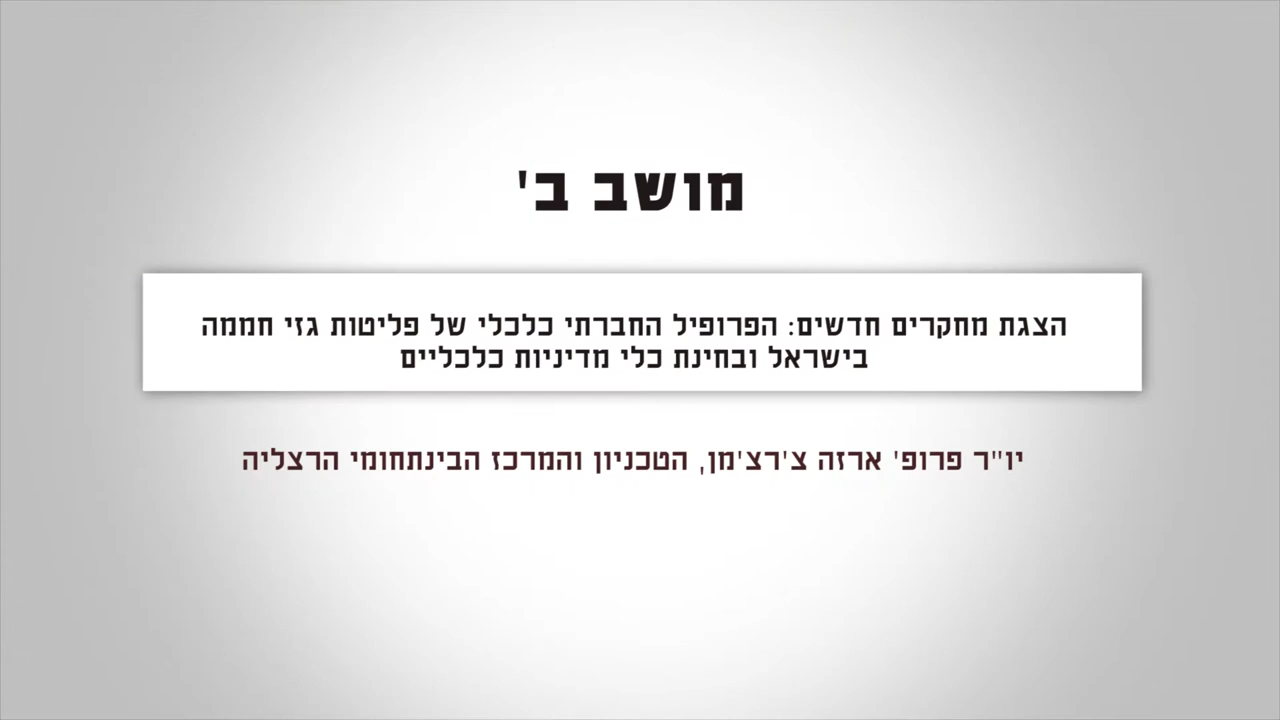 מושב ב'
הצגת מחקרים חדשים: הפרופיל החברתי כלכלי של פליטות גזי חממה
בישראל ובחינת כלי מדיניות כלכליים
יו"ר פרופ' ארזה צ'רצ'מן, הטכניון והמרכז הבינתחומי הרצליה